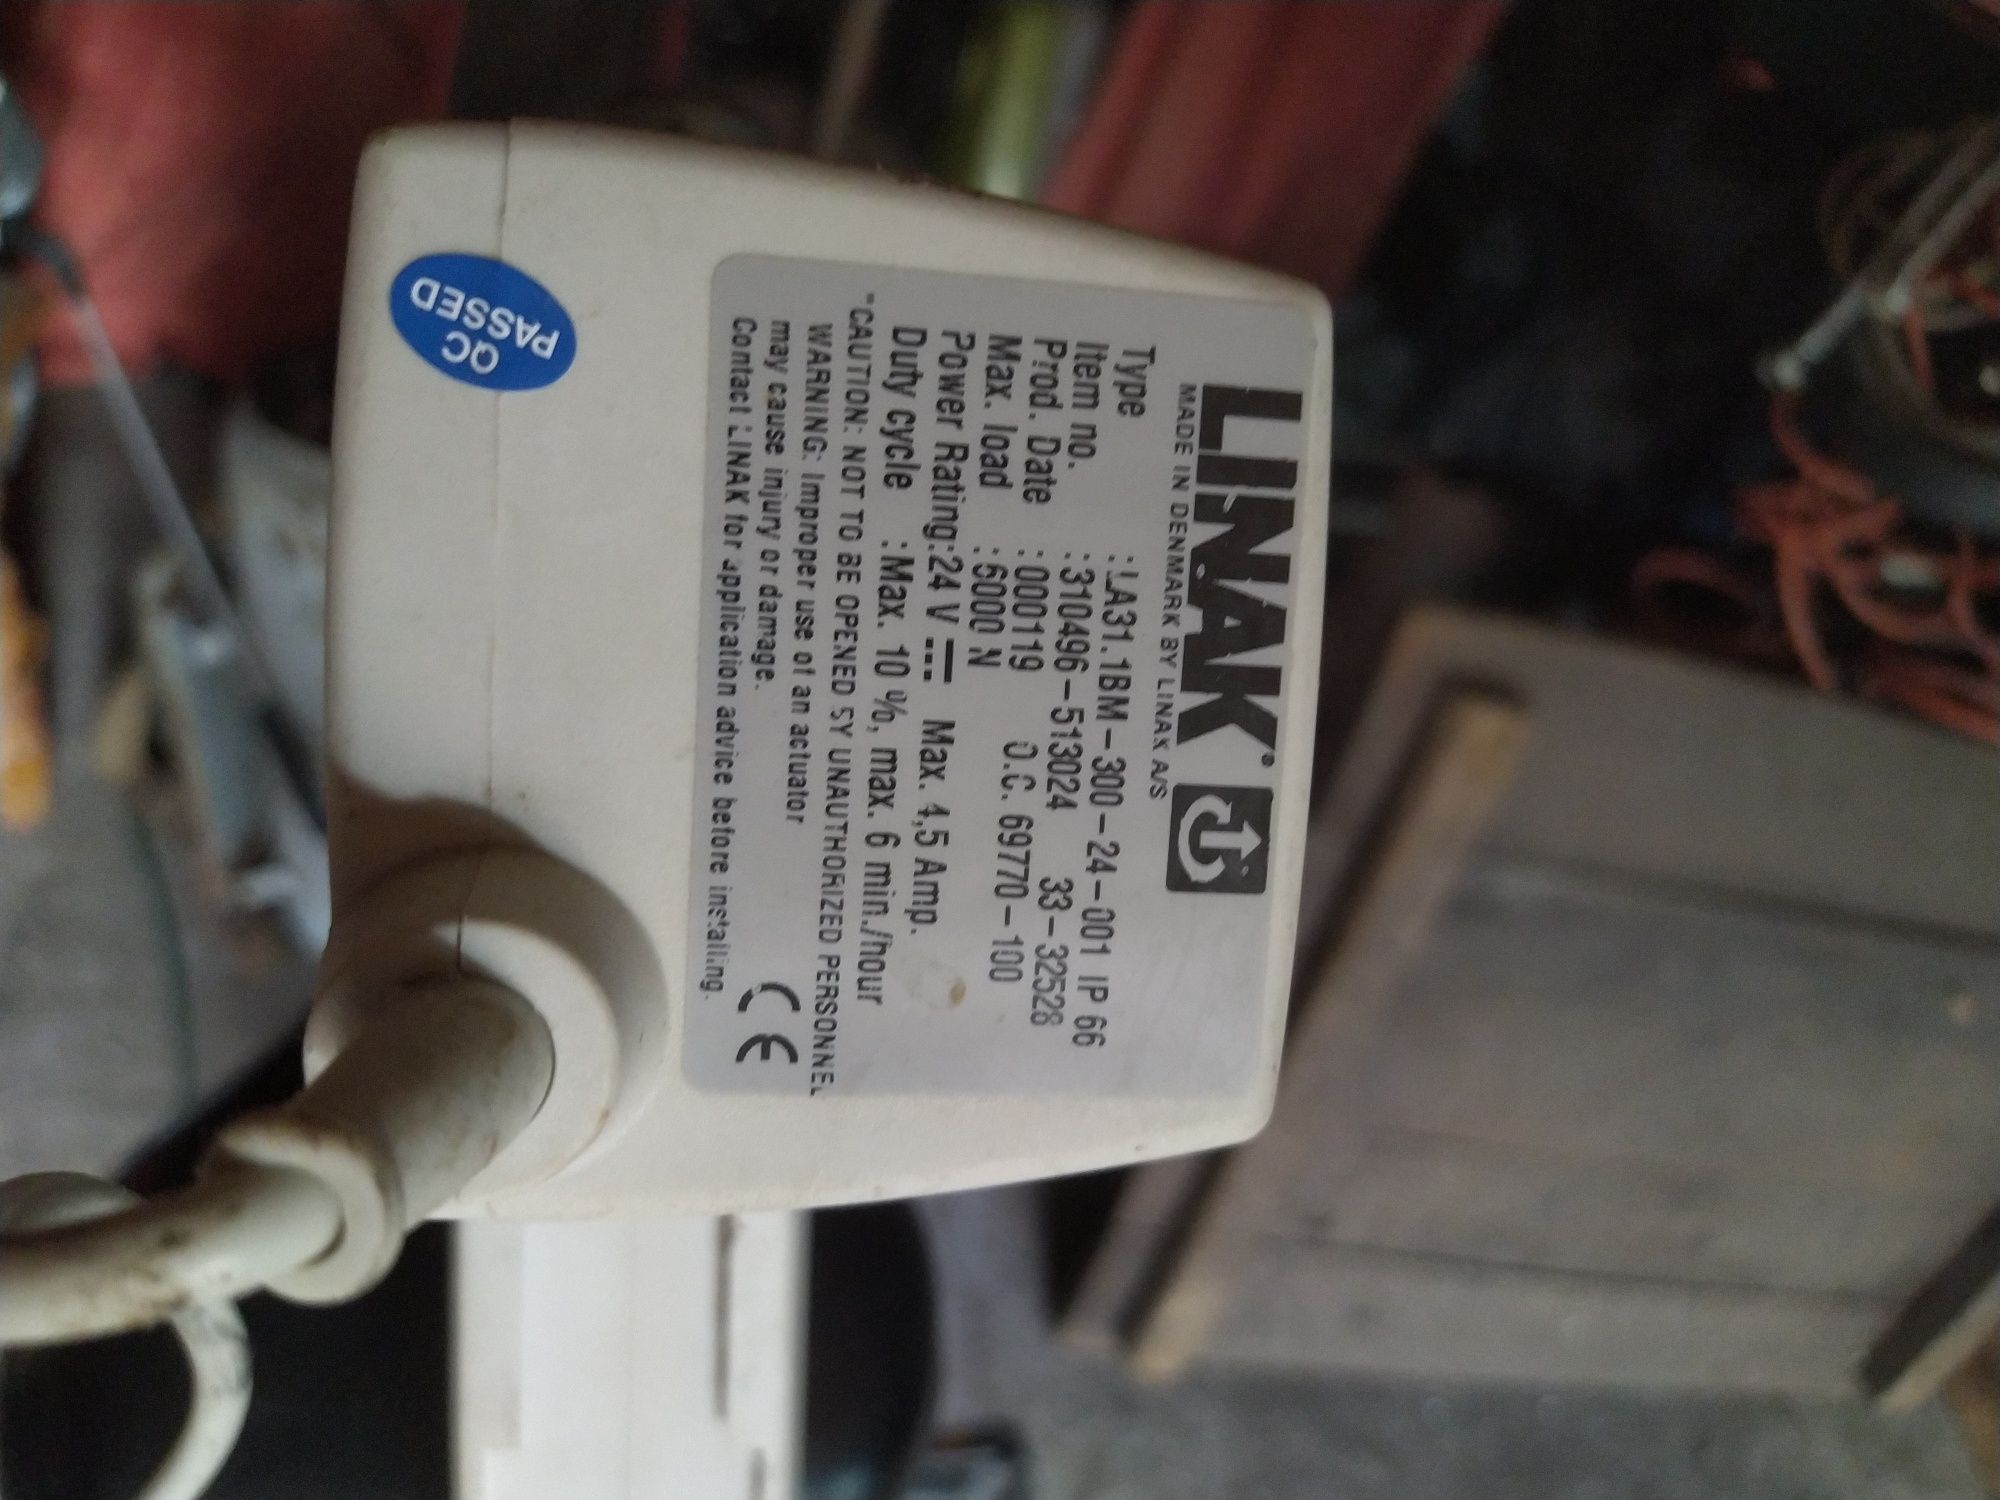 LINAK®
MADE IN DENMARK BY LINAK A/S
Type : LA31.1BM-300-24-001 IP 66
Item no. : 310496-513024 33-32528
Prod. Date : 000119 O.C. 69770-100
Max. load : 6000 N
Power Rating: 24 V Max. 4,5 Amp.
Duty cycle : Max. 10 %, max. 6 min./hour
"CAUTION: NOT TO BE OPENED BY UNAUTHORIZED PERSONNEL
WARNING: Improper use of an actuator
may cause injury or damage.
Contact LINAK for application advice before installing.
CE
QC
PASSED